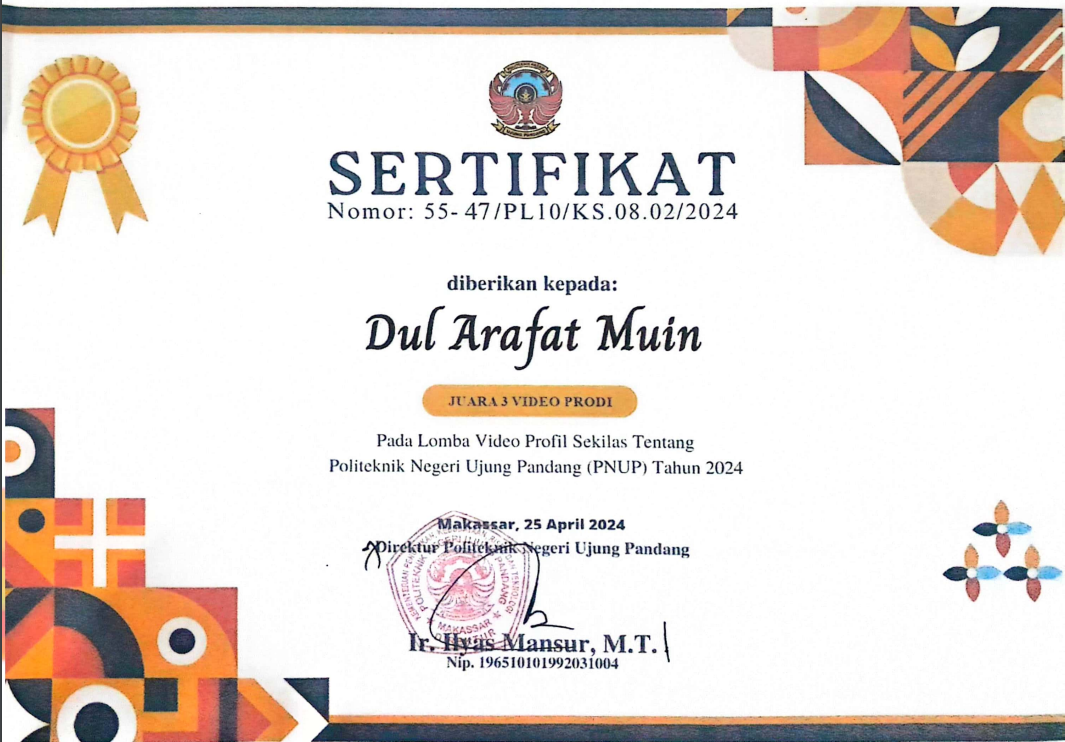 SERTIFIKAT
Nomor: 55- 47/PL10/KS.08.02/2024
diberikan kepada:
Dul Arafat Muin
JUARA 3 VIDEO PRODI
Pada Lomba Video Profil Sekilas Tentang
Politeknik Negeri Ujung Pandang (PNUP) Tahun 2024
Makassar, 25 April 2024
Direktur Politeknik Negeri Ujung Pandang
POLITEKNIK NEGERI UJUNG PANDANG
MAKASSAR
Ir. Ilyas Mansur, M.T.
Nip. 196510101992031004